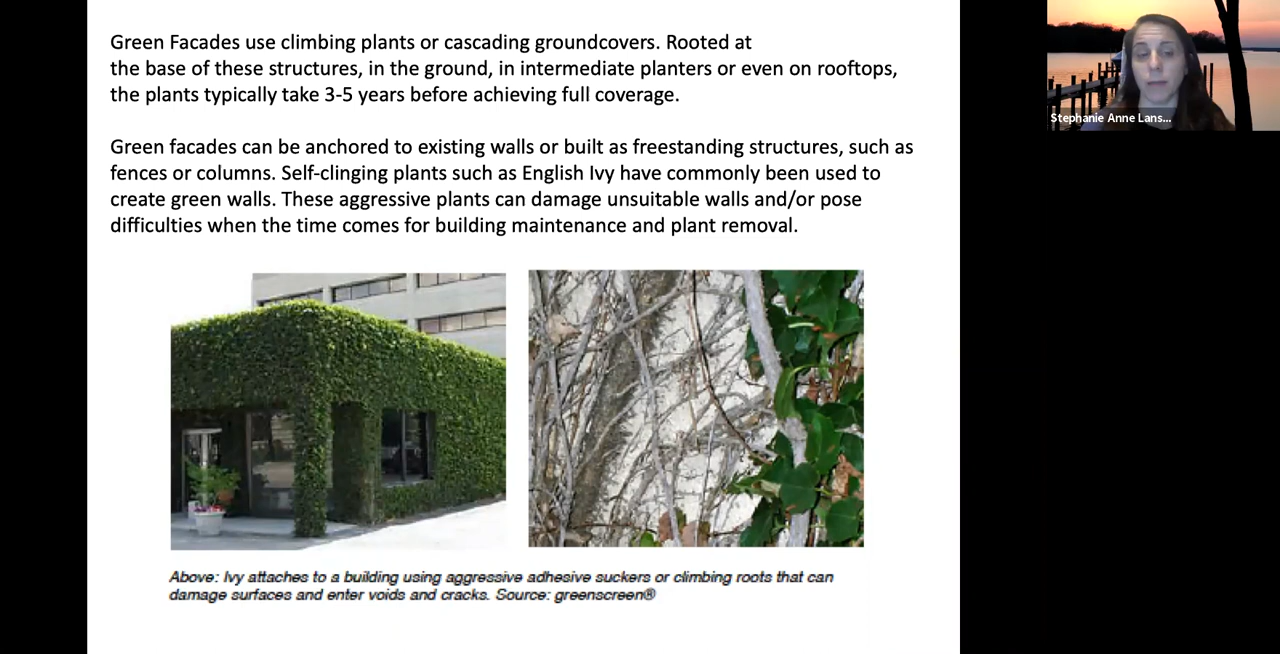 Green Facades use climbing plants or cascading groundcovers. Rooted at
the base of these structures, in the ground, in intermediate planters or even on rooftops,
the plants typically take 3-5 years before achieving full coverage.
Green facades can be anchored to existing walls or built as freestanding structures, such as
fences or columns. Self-clinging plants such as English Ivy have commonly been used to
create green walls. These aggressive plants can damage unsuitable walls and/or pose
difficulties when the time comes for building maintenance and plant removal.
Above: Ivy attaches to a building using aggressive adhesive suckers or climbing roots that can
damage surfaces and enter voids and cracks. Source: greenscreen®
Stephanie Anne Lans...